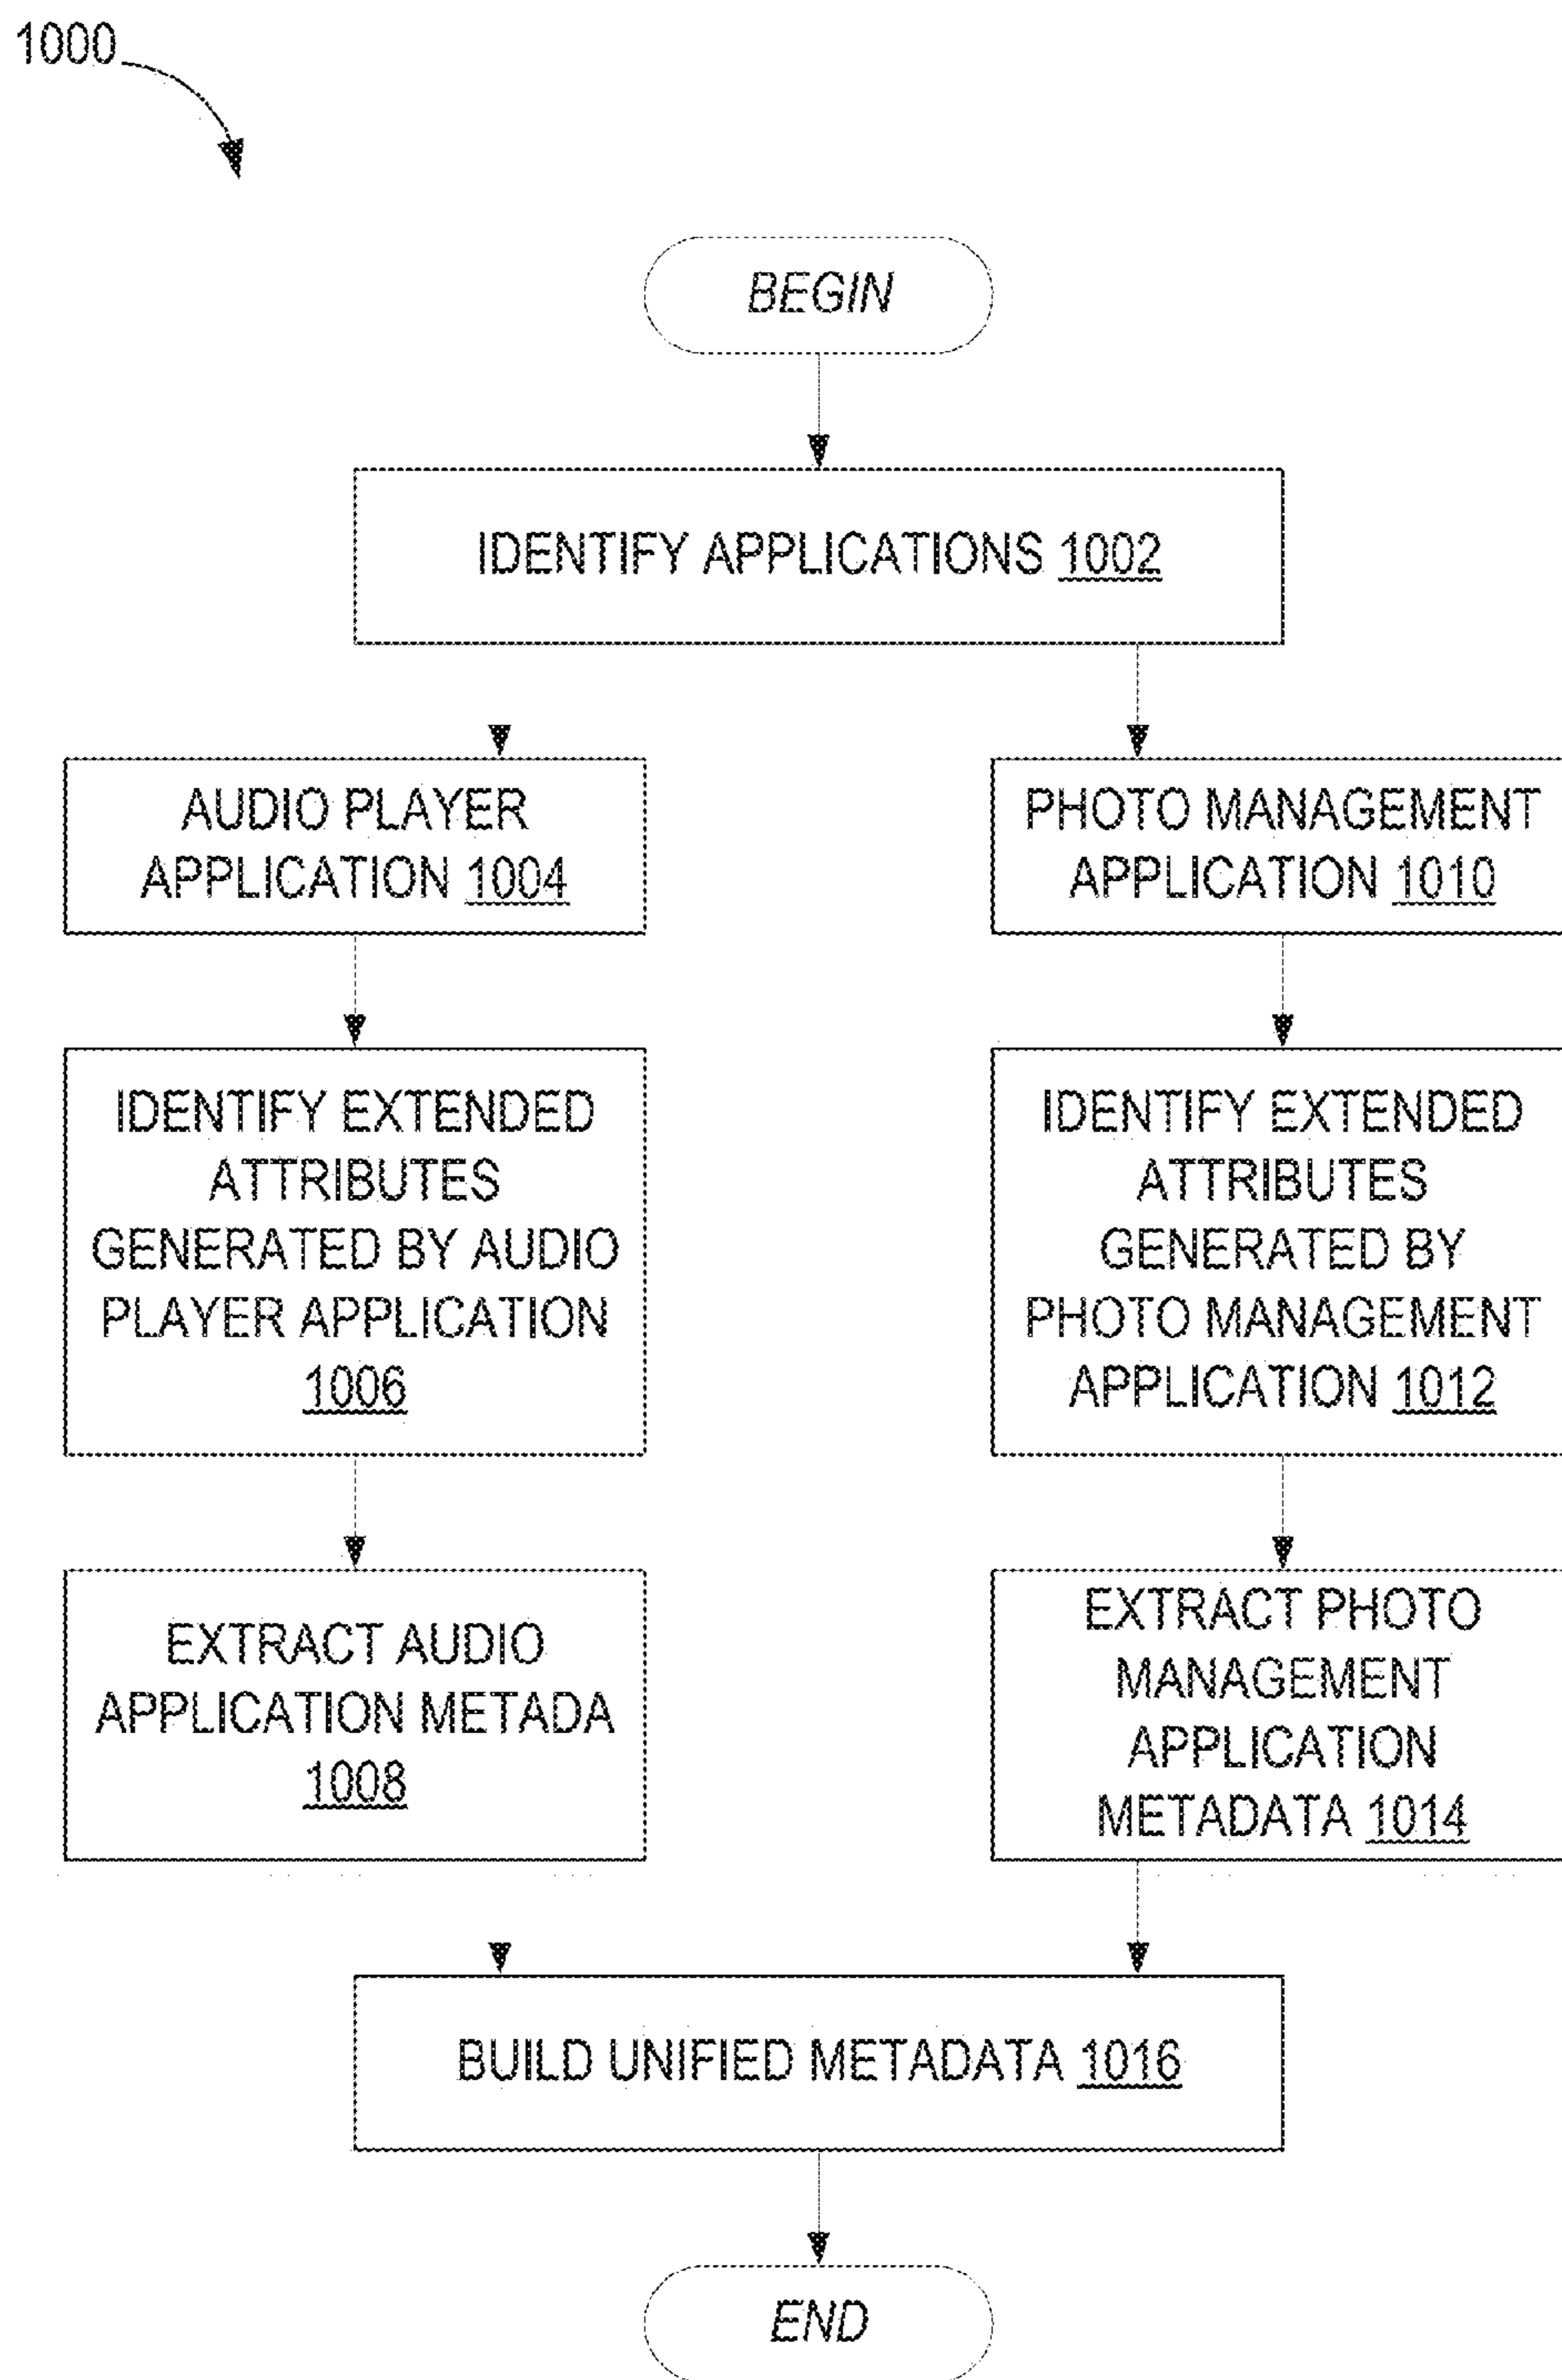 1000
BEGIN
IDENTIFY APPLICATIONS 1002
AUDIO PLAYER
APPLICATION 1004
PHOTO MANAGEMENT
APPLICATION 1010
IDENTIFY EXTENDED
ATTRIBUTES
GENERATED BY AUDIO
PLAYER APPLICATION
1006
IDENTIFY EXTENDED
ATTRIBUTES
GENERATED BY
PHOTO MANAGEMENT
APPLICATION 1012
EXTRACT AUDIO
APPLICATION METADA
1008
EXTRACT PHOTO
MANAGEMENT
APPLICATION
METADATA 1014
BUILD UNIFIED METADATA 1016
END